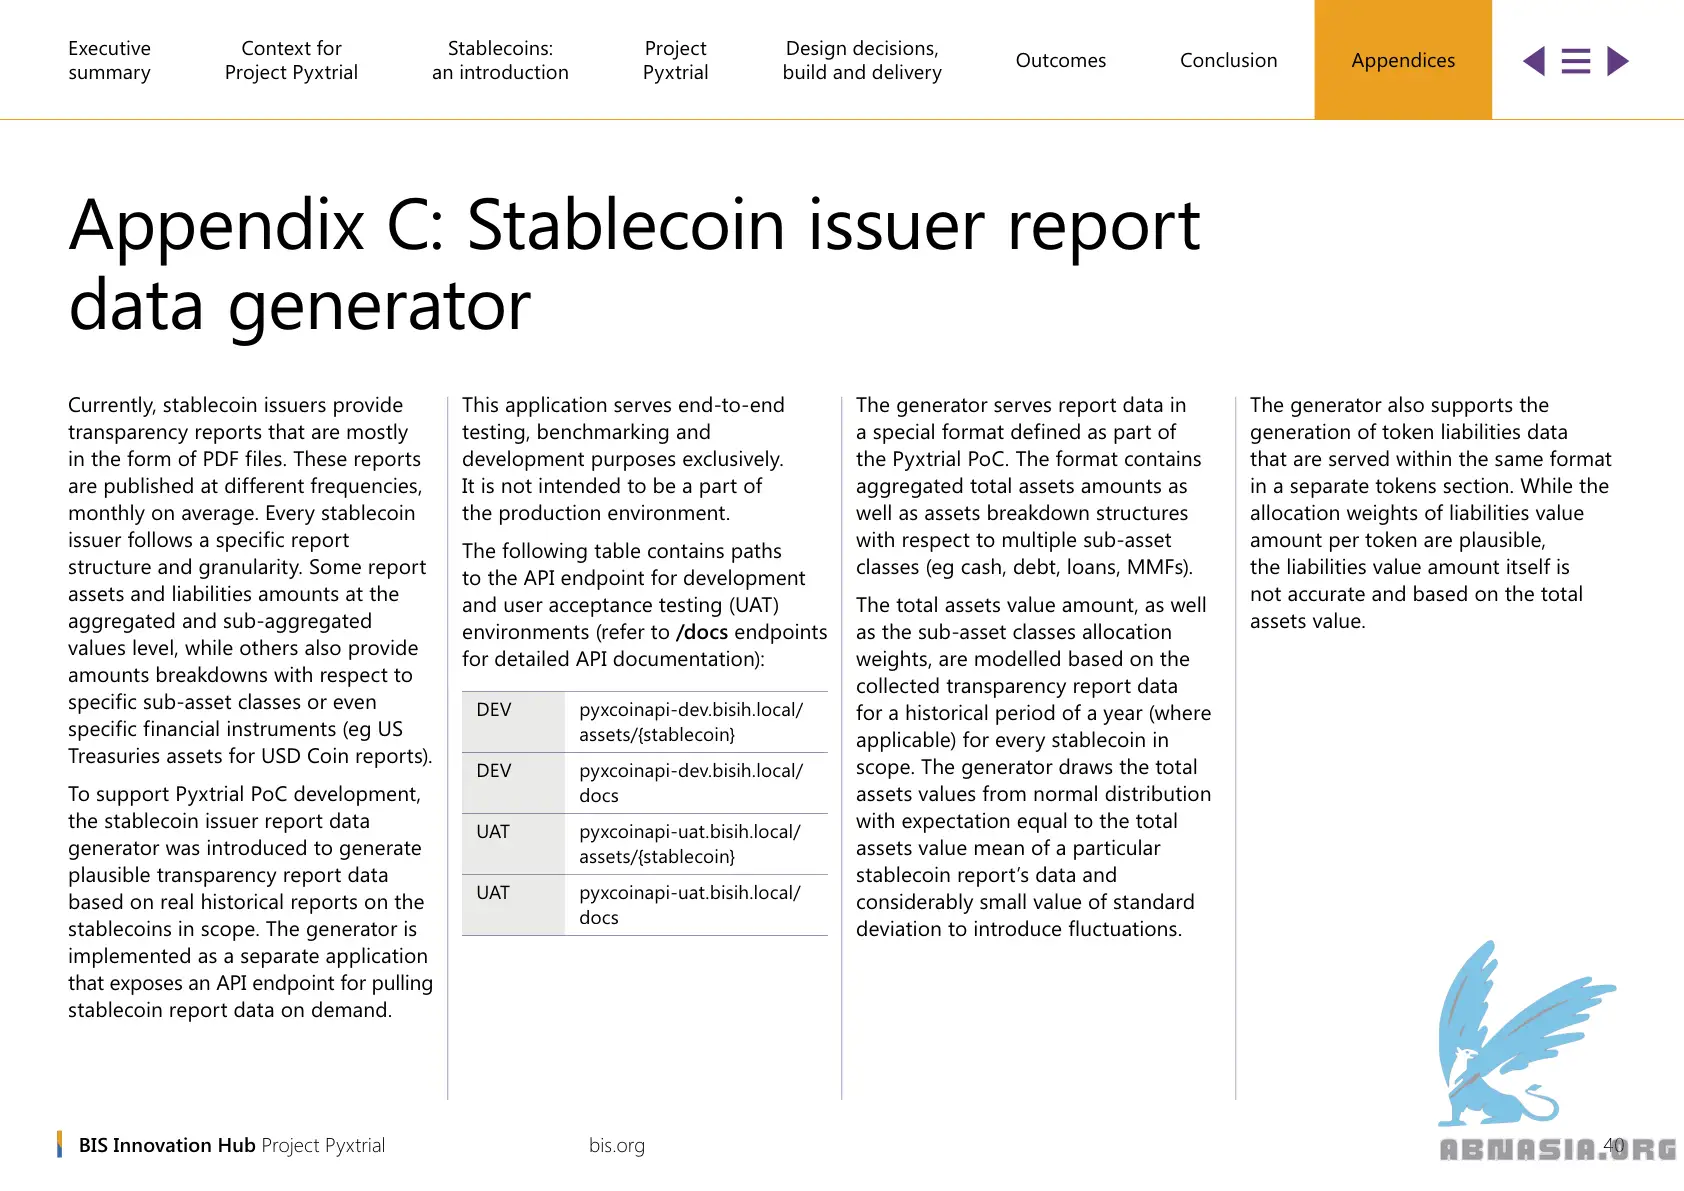 Executive
summary
Context for
Project Pyxtrial
Stablecoins:
an introduction
Project
Pyxtrial
Design decisions,
build and delivery
Outcomes
Conclusion
Appendices
Appendix C: Stablecoin issuer report
data generator
Currently, stablecoin issuers provide
transparency reports that are mostly
in the form of PDF files. These reports
are published at different frequencies,
monthly on average. Every stablecoin
issuer follows a specific report
structure and granularity. Some report
assets and liabilities amounts at the
aggregated and sub-aggregated
values level, while others also provide
amounts breakdowns with respect to
specific sub-asset classes or even
specific financial instruments (eg US
Treasuries assets for USD Coin reports).
To support Pyxtrial PoC development,
the stablecoin issuer report data
generator was introduced to generate
plausible transparency report data
based on real historical reports on the
stablecoins in scope. The generator is
implemented as a separate application
that exposes an API endpoint for pulling
stablecoin report data on demand.
This application serves end-to-end
testing, benchmarking and
development purposes exclusively.
It is not intended to be a part of
the production environment.
The following table contains paths
to the API endpoint for development
and user acceptance testing (UAT)
environments (refer to /docs endpoints
for detailed API documentation):
DEV
pyxcoinapi-dev.bisih.local/
assets/{stablecoin}
DEV
pyxcoinapi-dev.bisih.local/
docs
UAT
pyxcoinapi-uat.bisih.local/
assets/{stablecoin}
UAT
pyxcoinapi-uat.bisih.local/
docs
The generator serves report data in
a special format defined as part of
the Pyxtrial PoC. The format contains
aggregated total assets amounts as
well as assets breakdown structures
with respect to multiple sub-asset
classes (eg cash, debt, loans, MMFs).
The total assets value amount, as well
as the sub-asset classes allocation
weights, are modelled based on the
collected transparency report data
for a historical period of a year (where
applicable) for every stablecoin in
scope. The generator draws the total
assets values from normal distribution
with expectation equal to the total
assets value mean of a particular
stablecoin report's data and
considerably small value of standard
deviation to introduce fluctuations.
The generator also supports the
generation of token liabilities data
that are served within the same format
in a separate tokens section. While the
allocation weights of liabilities value
amount per token are plausible,
the liabilities value amount itself is
not accurate and based on the total
assets value.
BIS Innovation Hub Project Pyxtrial
bis.org
40
ABNASIA.ORG